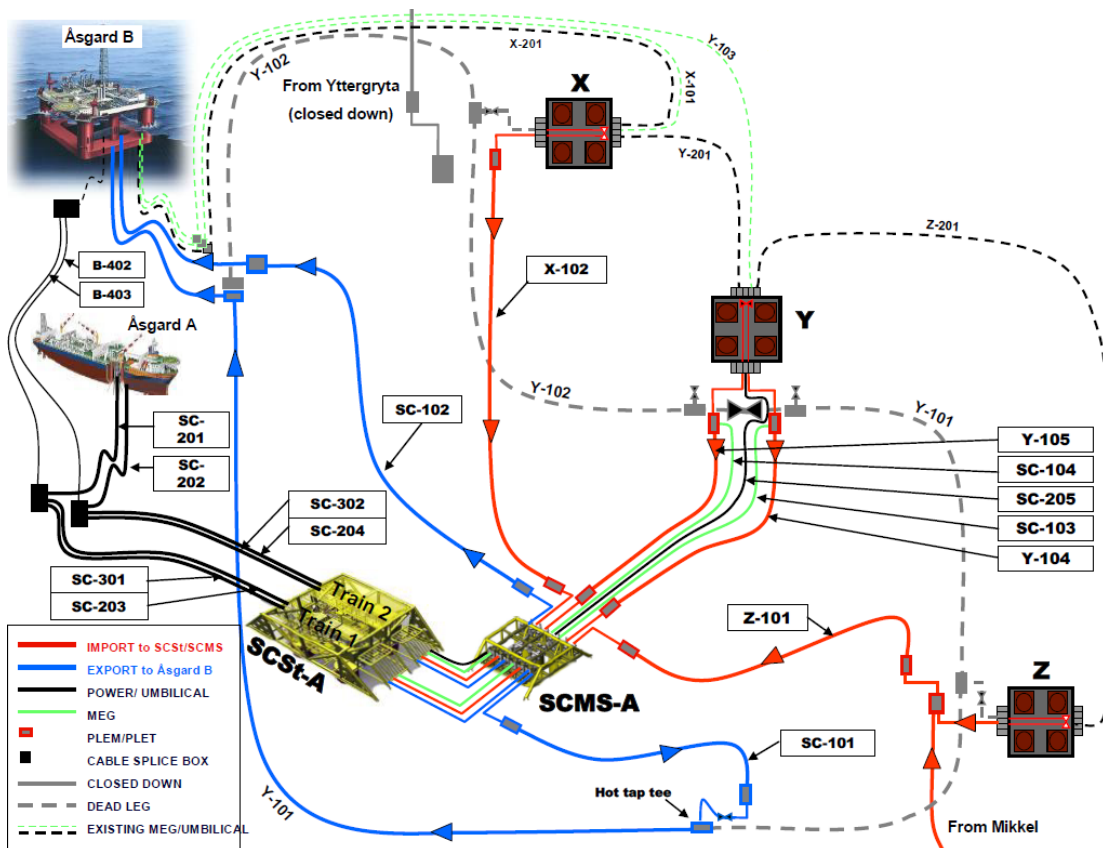 Åsgard B
Y-102
X-201
Y-103
From Yttergryta
(closed down)
X
X-101
Y-201
Z-201
B-402
B-403
X-102
Y
Åsgard A
SC-102
Y-102
Y-101
SC-
201
SC-
202
Y-105
SC-104
SC-205
SC-103
Y-104
SC-302
SC-204
SC-301
SC-203
Train 2
Train 1
SCSt-A
SCMS-A
Z-101
Z
SC-101
Hot tap tee
From Mikkel
Y-101
IMPORT to SCSt/SCMS
EXPORT to Åsgard B
POWER/ UMBILICAL
MEG
PLEM/PLET
CABLE SPLICE BOX
CLOSED DOWN
DEAD LEG
EXISTING MEG/UMBILICAL